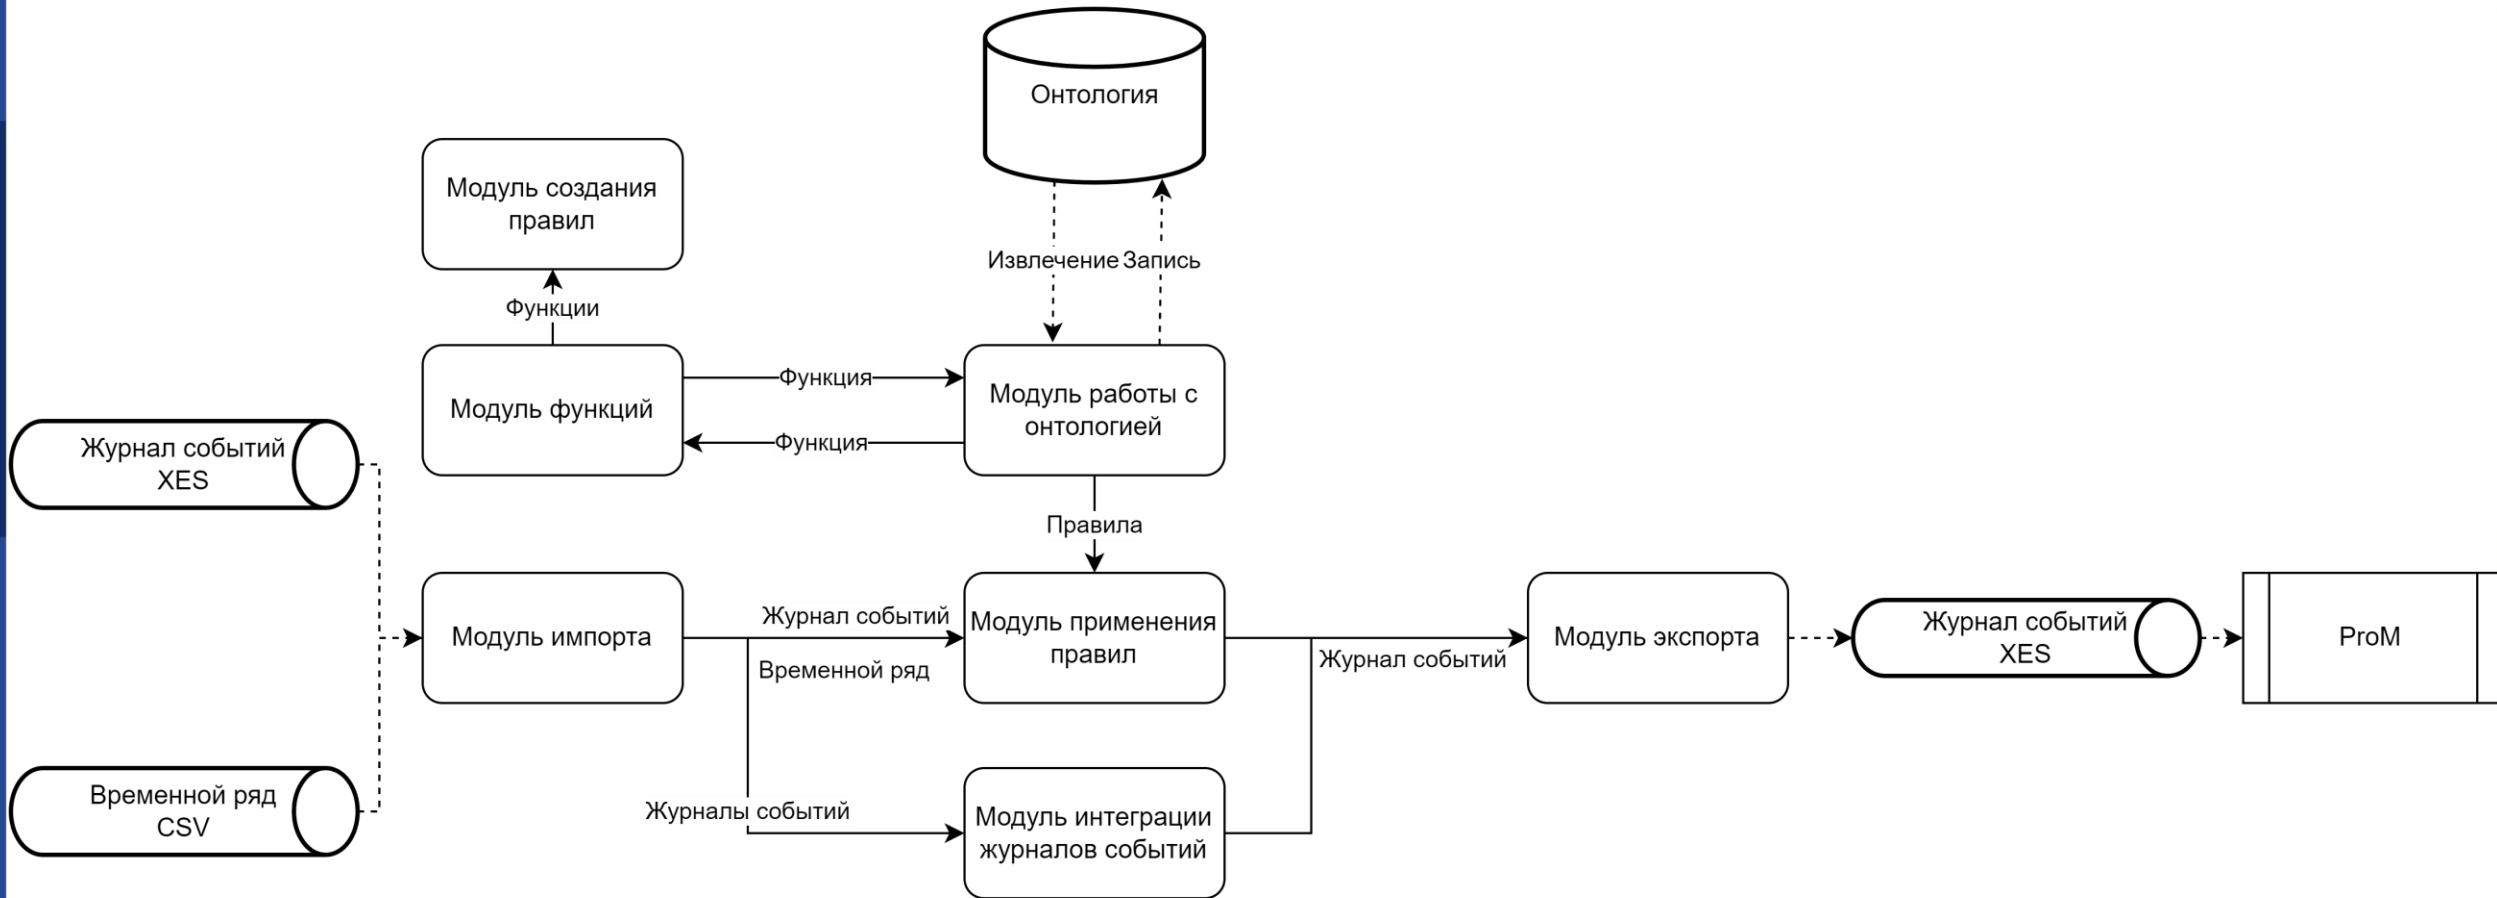 Онтология
Модуль создания
правил
Извлечение
Запись
Функции
Функция
Модуль функций
Модуль работы с
онтологией
Функция
Журнал событий
XES
Правила
Модуль импорта
Журнал событий
Временной ряд
Модуль применения
правил
Журнал событий
Модуль экспорта
Журнал событий
XES
ProM
Временной ряд
CSV
Журналы событий
Модуль интеграции
журналов событий